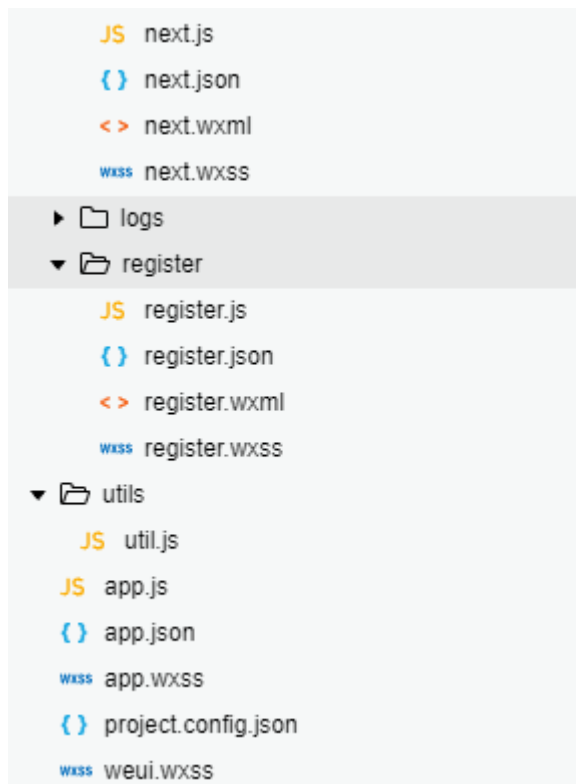 JS next.js
{ } next.json
< > next.wxml
wxss next.wxss
logs
register
JS register.js
{ } register.json
< > register.wxml
wxss register.wxss
utils
JS util.js
JS app.js
{ } app.json
wxss app.wxss
{ } project.config.json
wxss weui.wxss